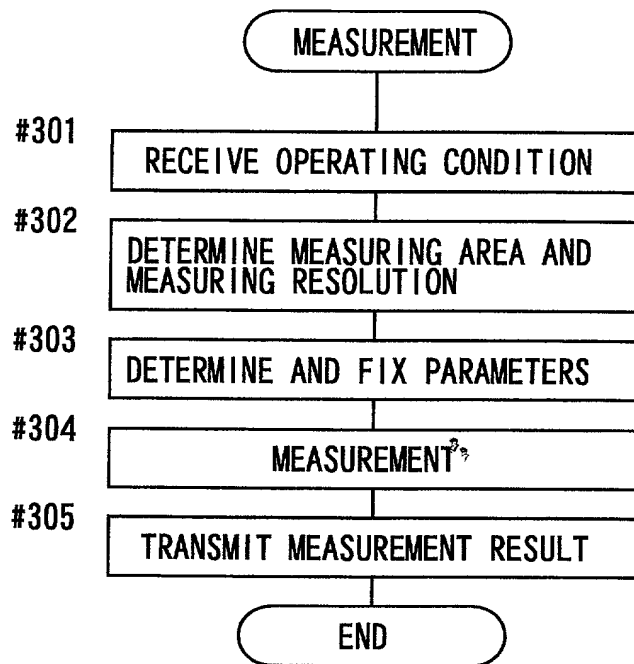 MEASUREMENT
#301
RECEIVE OPERATING CONDITION
#302
DETERMINE MEASURING AREA AND
MEASURING RESOLUTION
#303
DETERMINE AND FIX PARAMETERS
#304
MEASUREMENT
#305
TRANSMIT MEASUREMENT RESULT
END